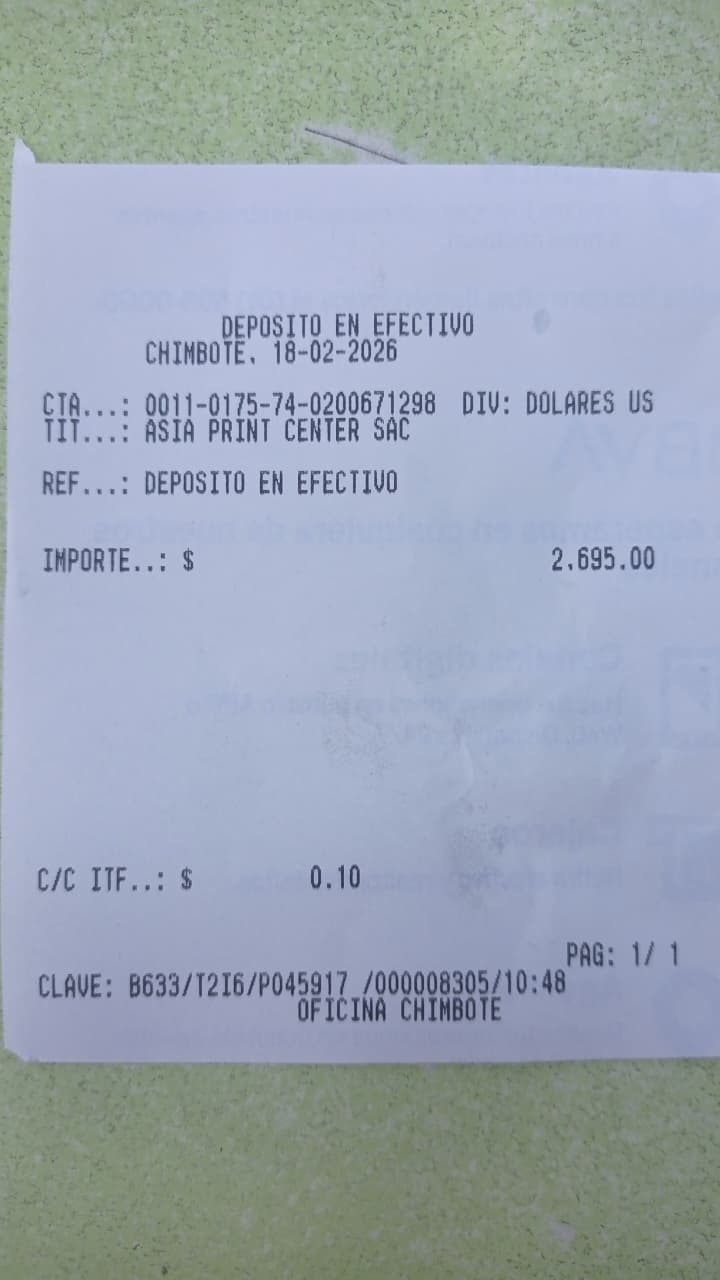 DEPOSITO EN EFECTIVO
CHIMBOTE. 18-02-2026
CTA...: 0011-0175-74-0200671298 DIV: DOLARES US
TIT...: ASIA PRINT CENTER SAC
REF...: DEPOSITO EN EFECTIVO
IMPORTE..: $ 2.695.00
C/C ITF..: $ 0.10
PAG: 1/ 1
CLAVE: B633/T2I6/P045917 /000008305/10:48
OFICINA CHIMBOTE